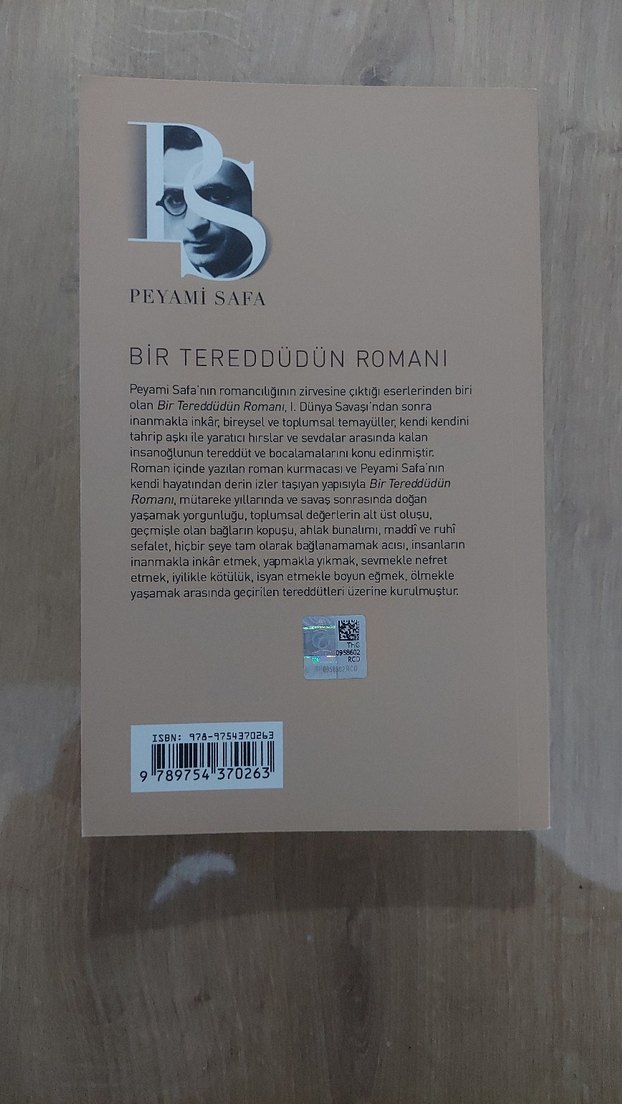 PS
PEYAMİ SAFA
BİR TEREDDÜDÜN ROMANI
Peyami Safa'nın romancılığının zirvesine çıktığı eserlerinden biri
olan Bir Tereddüdün Romanı, I. Dünya Savaşı'ndan sonra
inanmakla inkâr, bireysel ve toplumsal temayüller, kendi kendini
tahrip aşkı ile yaratıcı hırslar ve sevdalar arasında kalan
insanoğlunun tereddüt ve bocalamalarını konu edinmiştir.
Roman içinde yazılan roman kurmacası ve Peyami Safa'nın
kendi hayatından derin izler taşıyan yapısıyla Bir Tereddüdün
Romanı, mütareke yıllarında ve savaş sonrasında doğan
yaşamak yorgunluğu, toplumsal değerlerin alt üst oluşu,
geçmişle olan bağların kopuşu, ahlak bunalımı, maddî ve ruhî
sefalet, hiçbir şeye tam olarak bağlanamamak acısı, insanların
inanmakla inkâr etmek, yapmakla yıkmak, sevmekle nefret
etmek, iyilikle kötülük, isyan etmekle boyun eğmek, ölmekle
yaşamak arasında geçirilen tereddütleri üzerine kurulmuştur.
0958602
RCD
0958602 RCD
ISBN: 978-9754370263
9 789754 370263